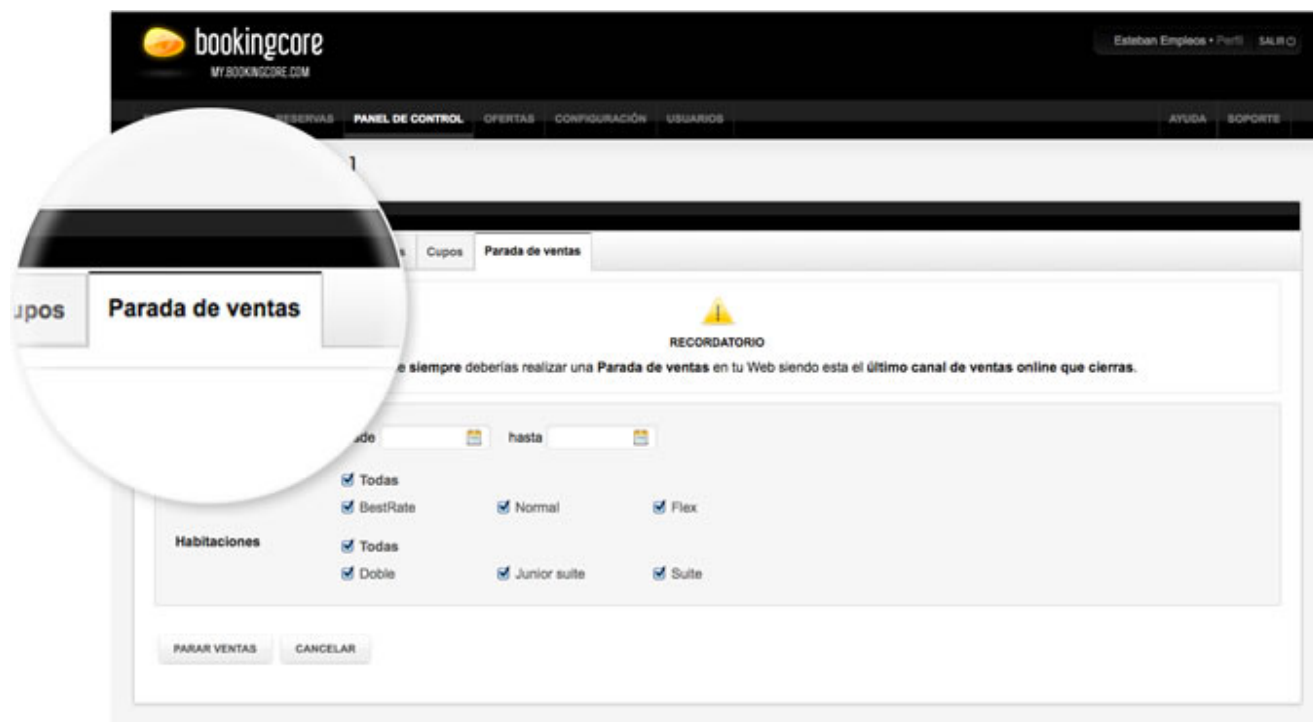 bookingcore
MY.BOOKINGCORE.COM
Esteban Empleos • Perfil SALIR
RESERVAS PANEL DE CONTROL OFERTAS CONFIGURACIÓN USUARIOS AYUDA SOPORTE
Cupos Parada de ventas
upos Parada de ventas
RECORDATORIO
siempre deberías realizar una Parada de ventas en tu Web siendo esta el último canal de ventas online que cierras.
sde hasta
Todas
BestRate Normal Flex
Habitaciones Todas
Doble Junior suite Suite
PARAR VENTAS CANCELAR